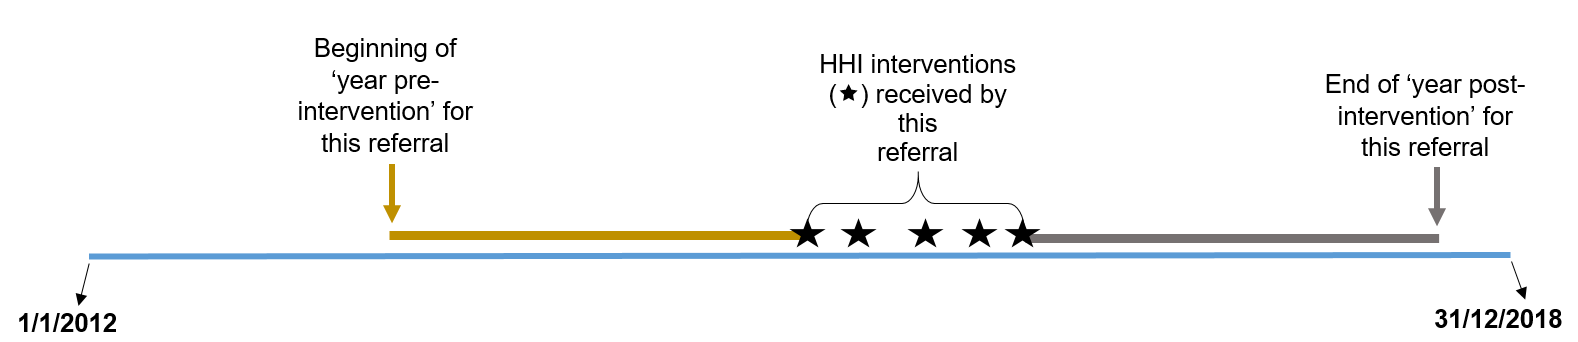 Beginning of
‘year pre-
intervention’ for
this referral
HHI interventions
(★) received by
this
referral
End of ‘year post-
intervention’ for
this referral
1/1/2012
31/12/2018